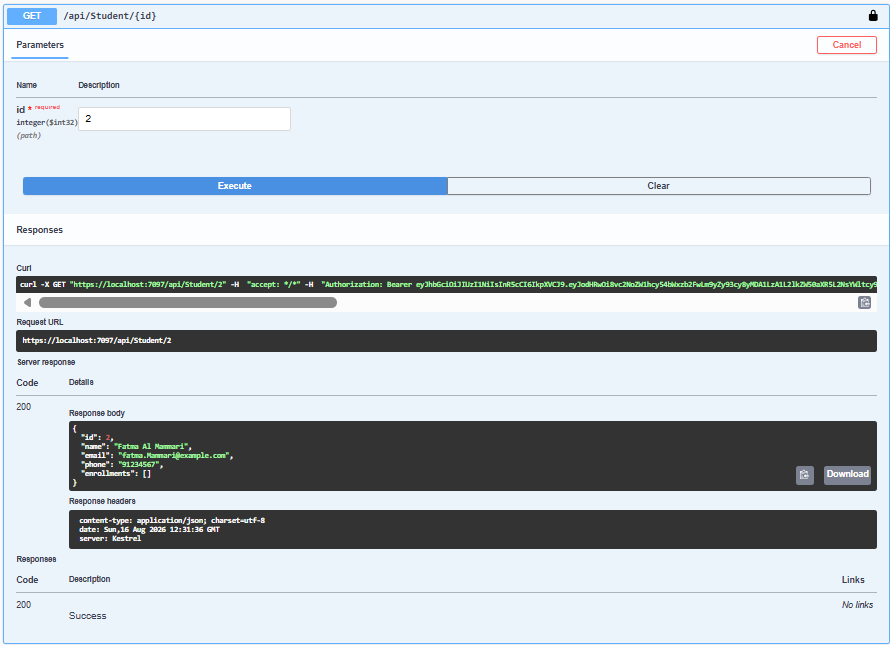 GET /api/Student/{id}
Parameters Cancel
Name Description
id * required
integer($int32)
(path)
2
Execute Clear
Responses
Curl
curl -X GET "https://localhost:7097/api/Student/2" -H "accept: */*" -H "Authorization: Bearer
Request URL
https://localhost:7097/api/Student/2
Server response
Code Details
200
Response body
{
"id": 2,
"name": "Fatma Al Mammari",
"email": "fatma.Mammari@example.com",
"phone": "91234567",
"enrollments": []
}
Download
Response headers
content-type: application/json; charset=utf-8
date: Sun,16 Aug 2026 12:31:36 GMT
server: Kestrel
Responses
Code Description Links
200 No links
Success